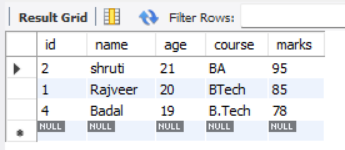 Result Grid Filter Rows:
id name age course marks
2 shruti 21 BA 95
1 Rajveer 20 BTech 85
4 Badal 19 B.Tech 78
NULL NULL NULL NULL NULL